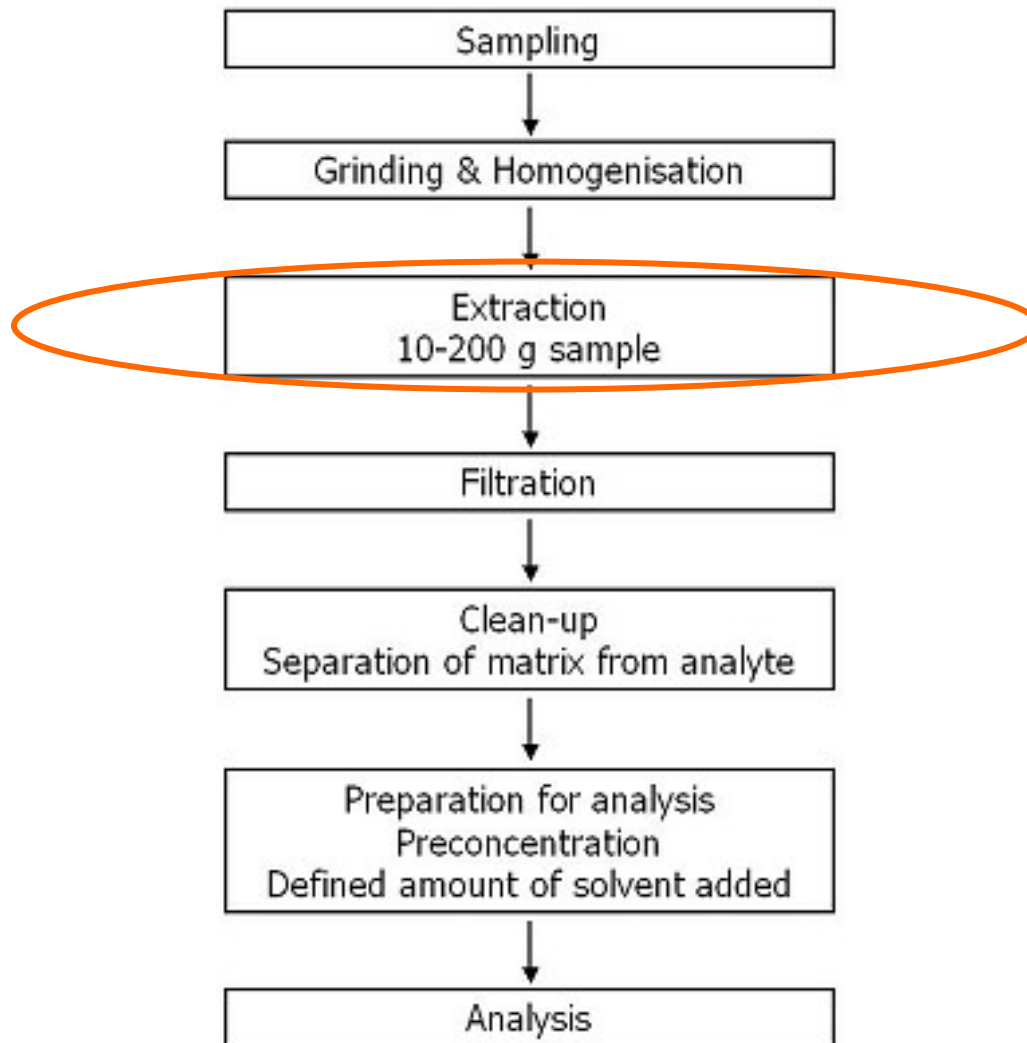 Sampling
Grinding & Homogenisation
Extraction
10-200 g sample
Filtration
Clean-up
Separation of matrix from analyte
Preparation for analysis
Preconcentration
Defined amount of solvent added
Analysis